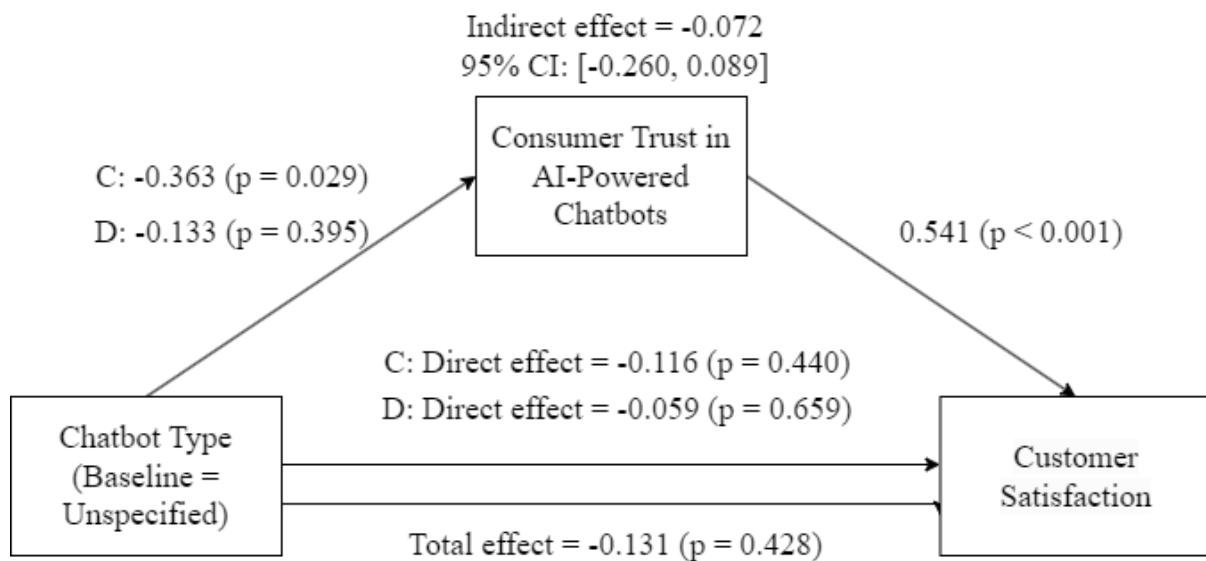 Indirect effect = -0.072
95% CI: [-0.260, 0.089]
Consumer Trust in
AI-Powered
Chatbots
C: -0.363 (p = 0.029)
D: -0.133 (p = 0.395)
0.541 (p < 0.001)
C: Direct effect = -0.116 (p = 0.440)
D: Direct effect = -0.059 (p = 0.659)
Chatbot Type
(Baseline =
Unspecified)
Customer
Satisfaction
Total effect = -0.131 (p = 0.428)